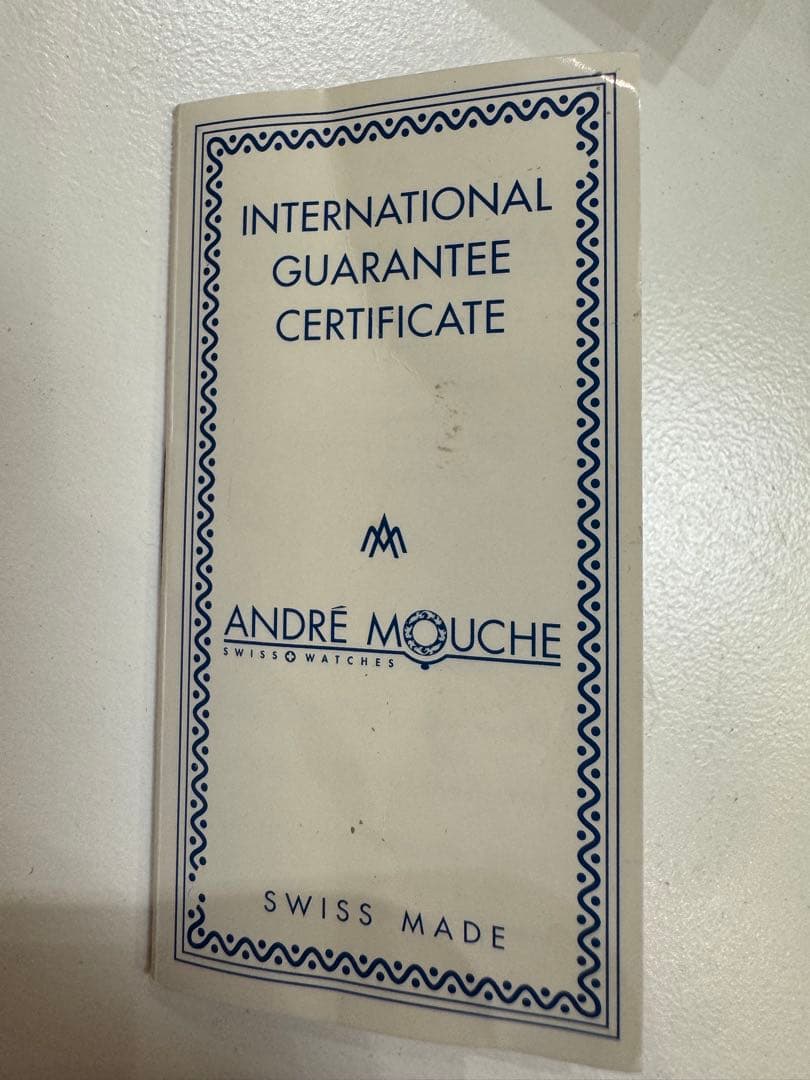 INTERNATIONAL
GUARANTEE
CERTIFICATE
ANDRÉ MOUCHE
SWISS WATCHES
SWISS MADE